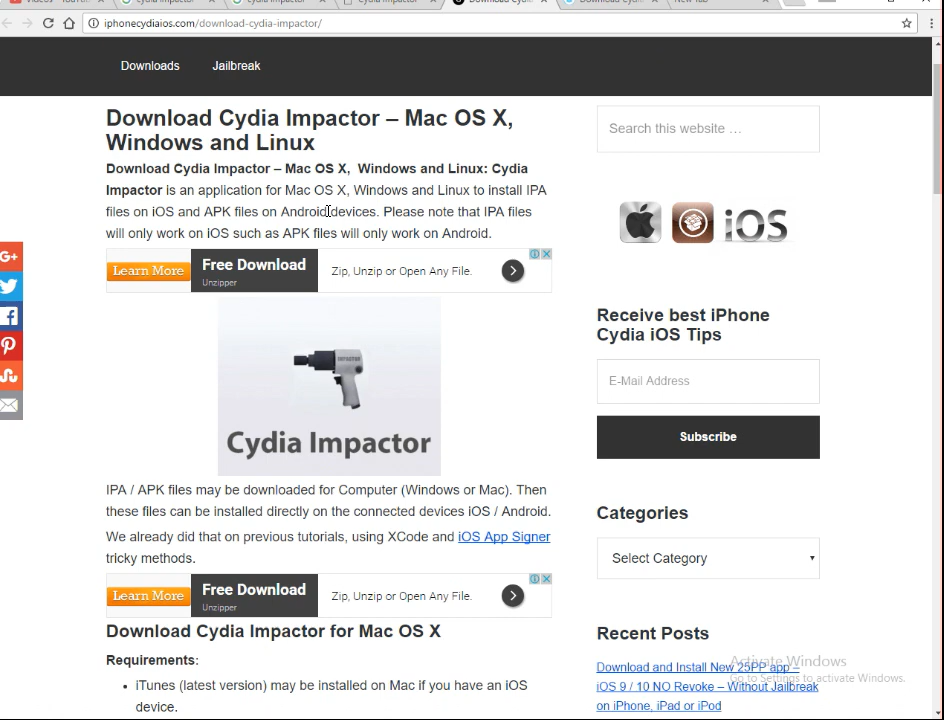 iphonecydiaios.com/download-cydia-impactor/
Downloads
Jailbreak
Download Cydia Impactor – Mac OS X,
Windows and Linux
Download Cydia Impactor – Mac OS X, Windows and Linux: Cydia
Impactor is an application for Mac OS X, Windows and Linux to install IPA
files on iOS and APK files on Android devices. Please note that IPA files
will only work on iOS such as APK files will only work on Android.
Learn More
Free Download
Unzipper
Zip, Unzip or Open Any File.
IMPACTOR
Cydia Impactor
IPA / APK files may be downloaded for Computer (Windows or Mac). Then
these files can be installed directly on the connected devices iOS / Android.
We already did that on previous tutorials, using XCode and iOS App Signer
tricky methods.
Learn More
Free Download
Unzipper
Zip, Unzip or Open Any File.
Download Cydia Impactor for Mac OS X
Requirements:
• iTunes (latest version) may be installed on Mac if you have an iOS
device.
Search this website …
iOS
Receive best iPhone
Cydia iOS Tips
E-Mail Address
Subscribe
Categories
Select Category
Recent Posts
Download and Install New 25PP app –
iOS 9 / 10 NO Revoke – Without Jailbreak
on iPhone, iPad or iPod
Activate Windows
Go to Settings to activate Windows.
G+